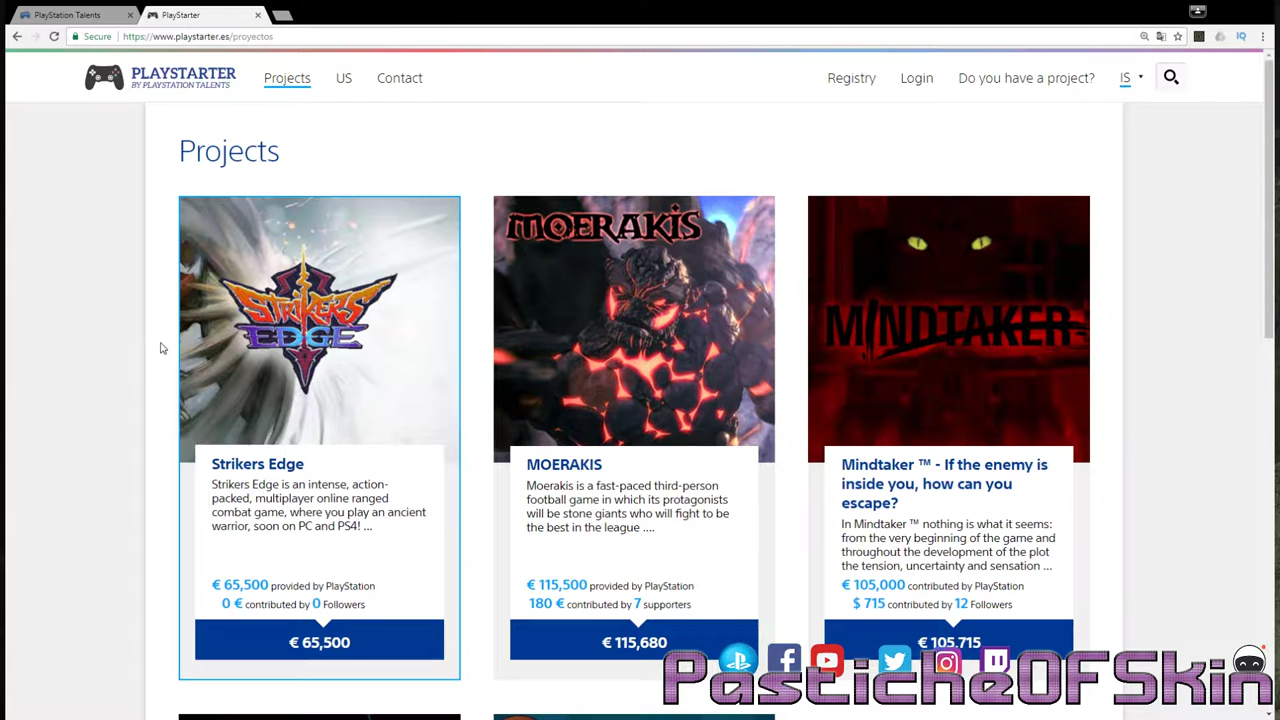 PlayStation Talents
PlayStarter
Secure
https://www.playstarter.es/proyectos
PLAYSTARTER
BY PLAYSTATION TALENTS
Projects
US
Contact
Registry
Login
Do you have a project?
IS
Projects
STRIKERS
EDGE
Strikers Edge
Strikers Edge is an intense, action-
packed, multiplayer online ranged
combat game, where you play an ancient
warrior, soon on PC and PS4! ...
€ 65,500 provided by PlayStation
0 € contributed by 0 Followers
€ 65,500
MOERAKIS
MOERAKIS
Moerakis is a fast-paced third-person
football game in which its protagonists
will be stone giants who will fight to be
the best in the league ....
€ 115,500 provided by PlayStation
180 € contributed by 7 supporters
€ 115,680
MINDTAKER
Mindtaker ™ - If the enemy is
inside you, how can you
escape?
In Mindtaker ™ nothing is what it seems:
from the very beginning of the game and
throughout the development of the plot
the tension, uncertainty and sensation ...
€ 105,000 contributed by PlayStation
$ 715 contributed by 12 Followers
€ 105,715
PasticheOFSkin